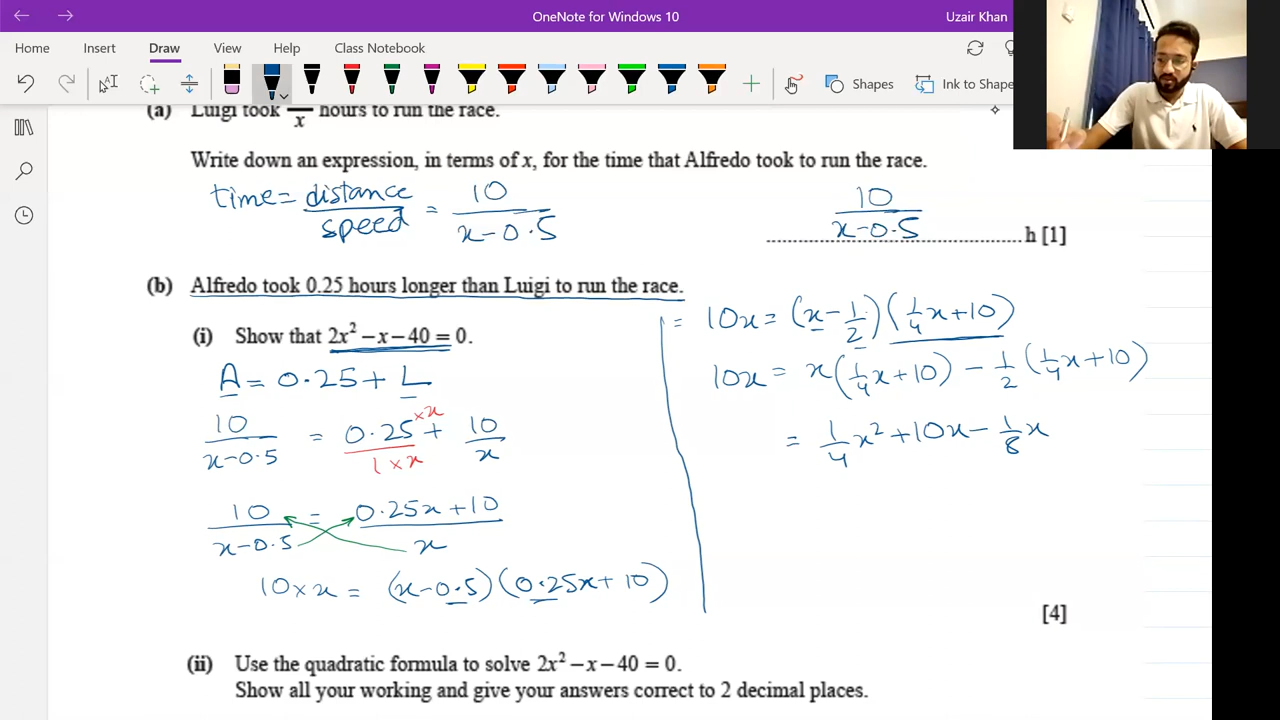 OneNote for Windows 10
Uzair Khan
Home Insert Draw View Help Class Notebook
Shapes Ink to Shape
(a) Luigi took —/x hours to run the race.
Write down an expression, in terms of x, for the time that Alfredo took to run the race.
time = distance/speed = 10/(x-0.5)
10/(x-0.5) h [1]
(b) Alfredo took 0.25 hours longer than Luigi to run the race.
(i) Show that 2x² – x – 40 = 0.
A = 0.25 + L
10/(x-0.5) = (0.25 × x)/(1 × x) + 10/x
10/(x-0.5) = (0.25x + 10)/x
10 × x = (x-0.5)(0.25x + 10)
= 10x = (x - 1/2)(1/4x + 10)
10x = x(1/4x + 10) - 1/2(1/4x + 10)
= 1/4x² + 10x - 1/8x
[4]
(ii) Use the quadratic formula to solve 2x² – x – 40 = 0.
Show all your working and give your answers correct to 2 decimal places.